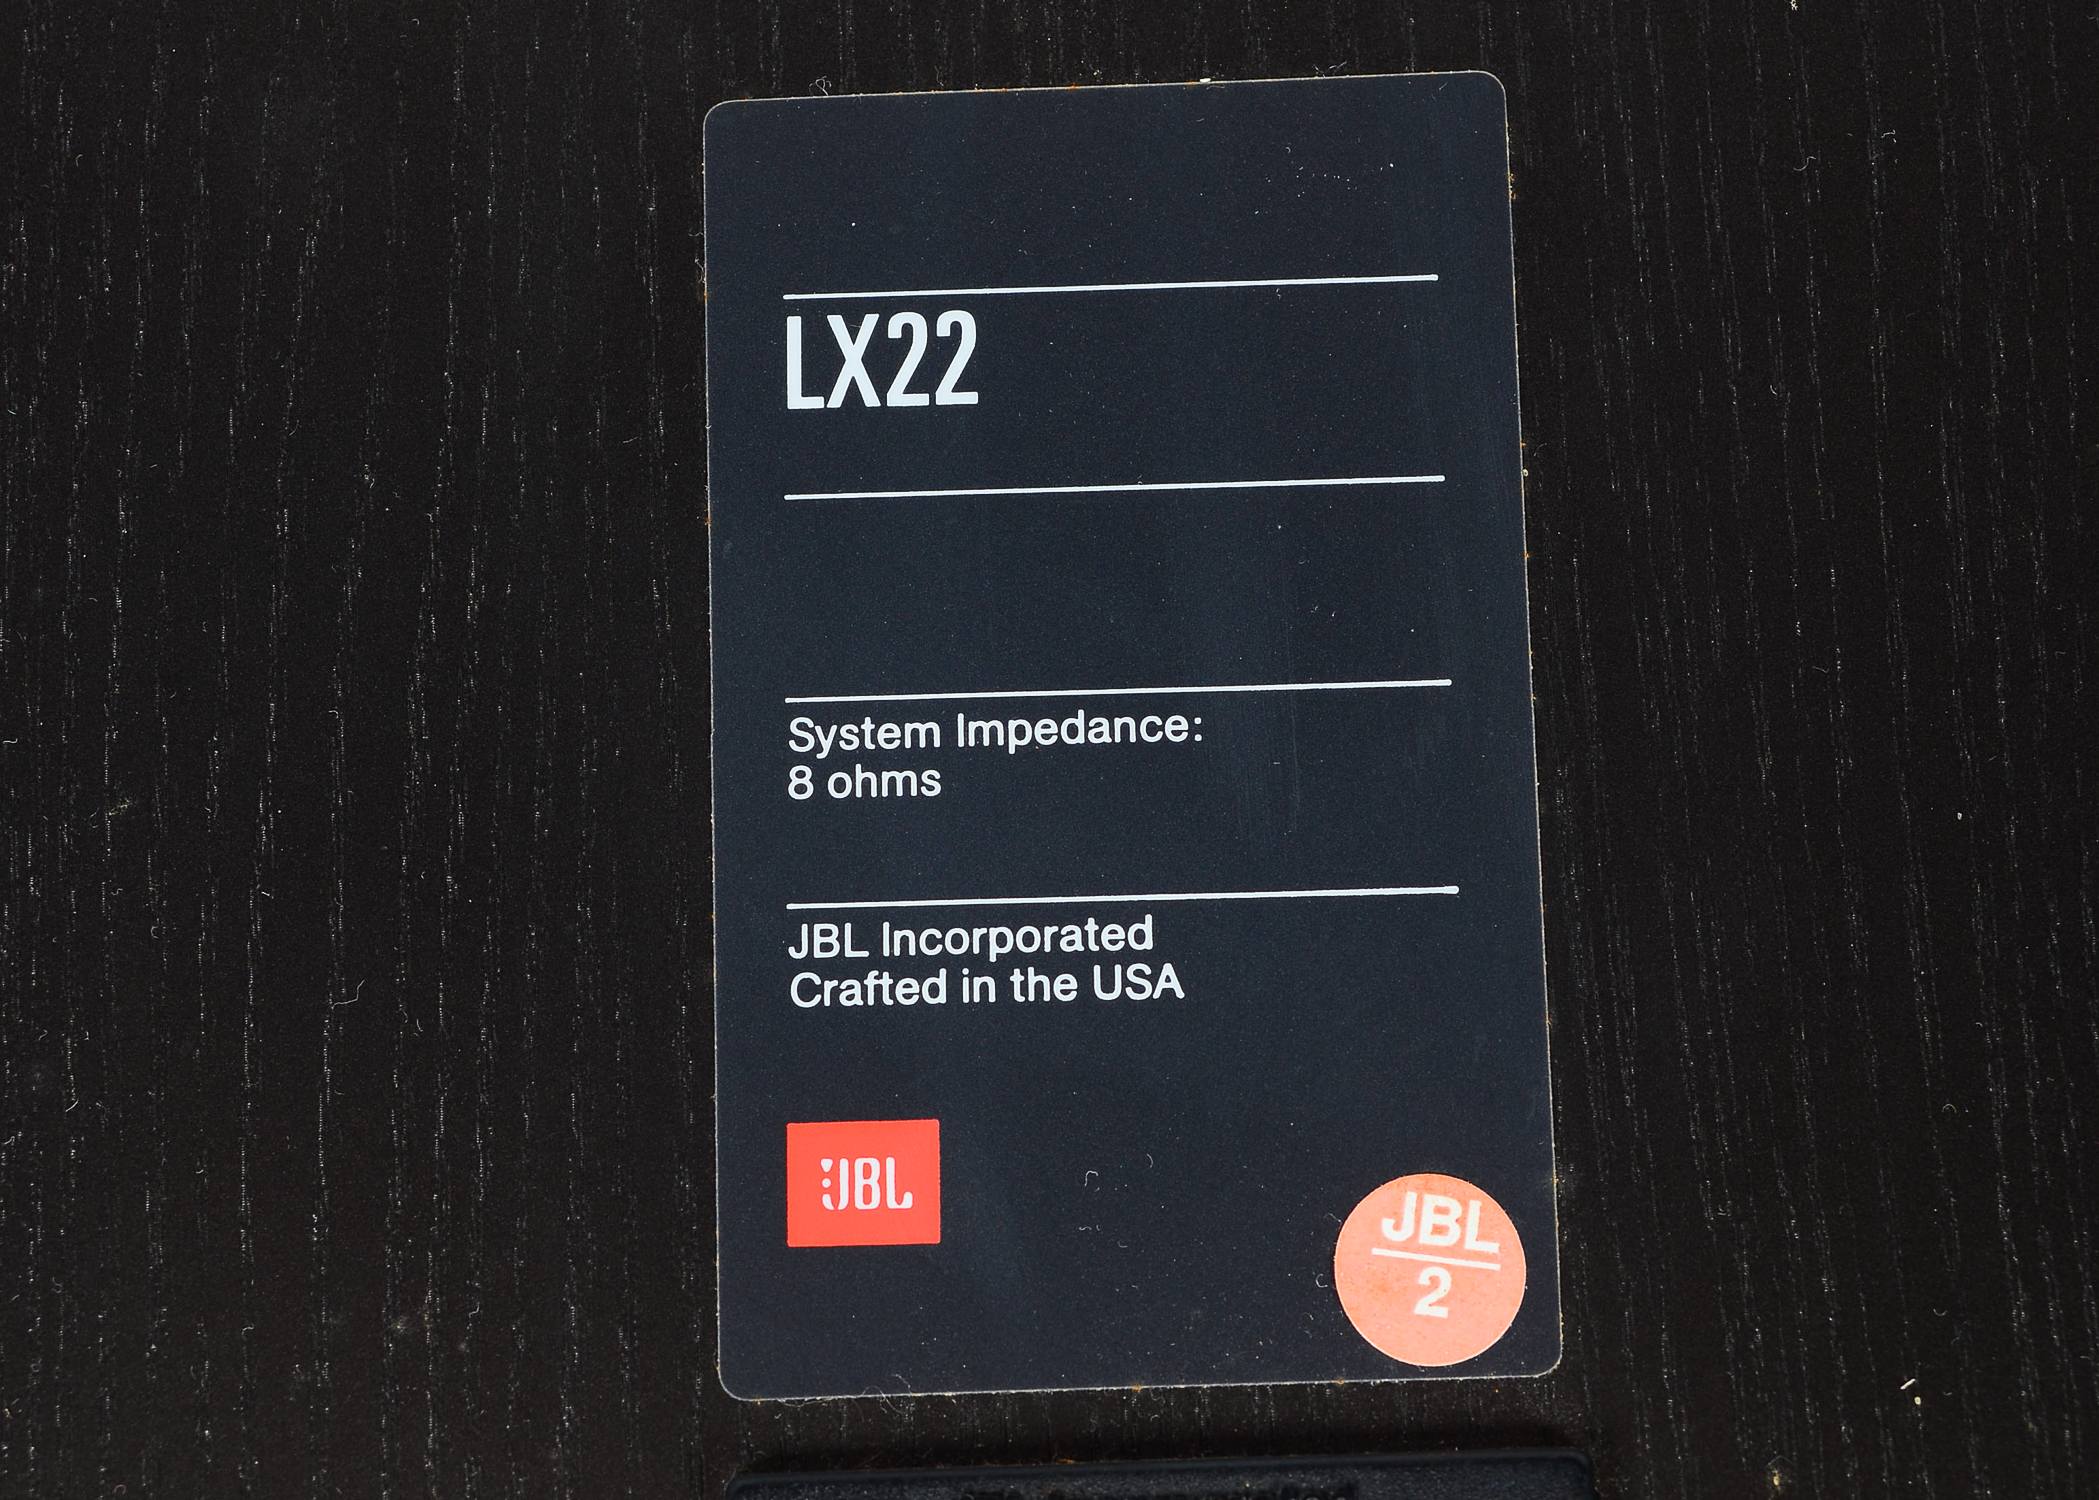 LX22
System Impedance:
8 ohms
JBL Incorporated
Crafted in the USA
JBL
JBL
2